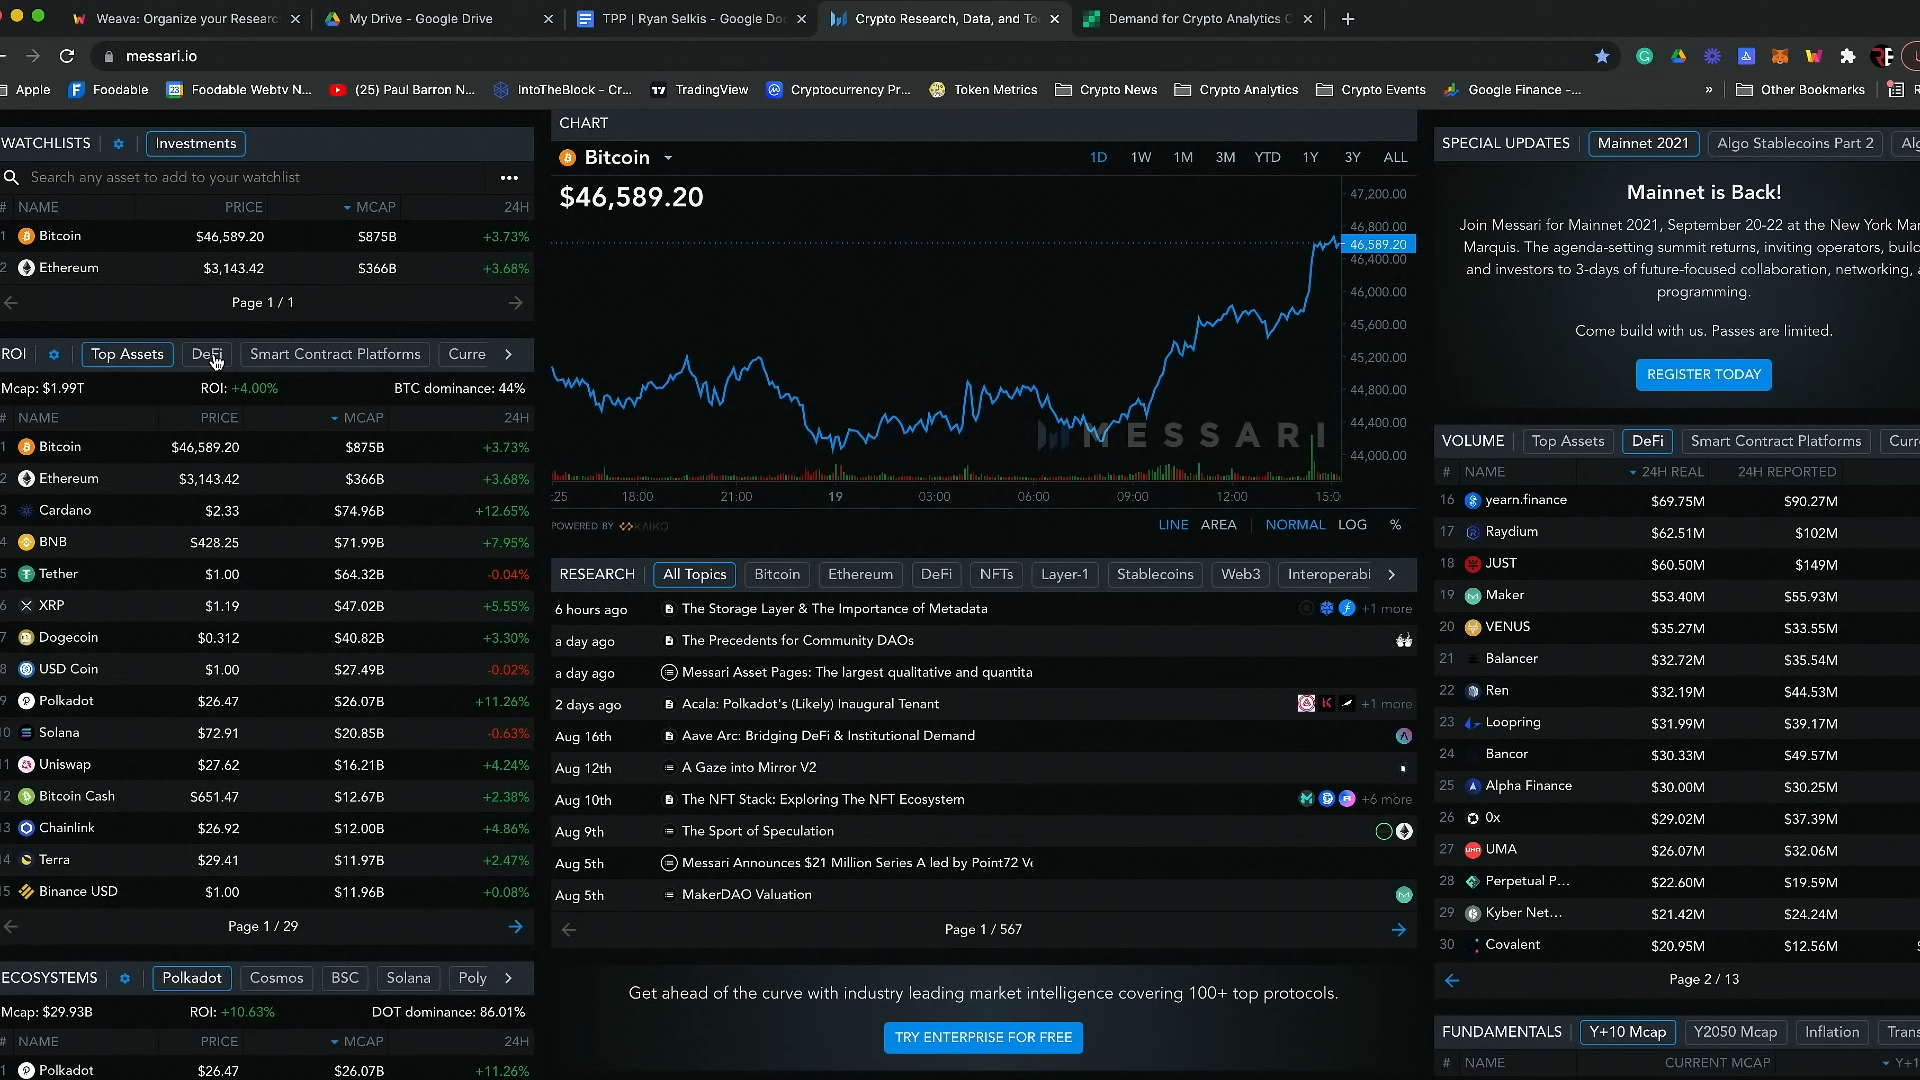 Weava: Organize your Researc
My Drive - Google Drive
TPP | Ryan Selkis - Google Do
Crypto Research, Data, and To
Demand for Crypto Analytics C
messari.io
Apple
Foodable
Foodable Webtv N...
(25) Paul Barron N...
IntoTheBlock – Cr...
TradingView
Cryptocurrency Pr...
Token Metrics
Crypto News
Crypto Analytics
Crypto Events
Google Finance -...
»
Other Bookmarks
WATCHLISTS
Investments
Search any asset to add to your watchlist
# NAME PRICE MCAP 24H
1 Bitcoin $46,589.20 $875B +3.73%
2 Ethereum $3,143.42 $366B +3.68%
Page 1 / 1
ROI Top Assets DeFi Smart Contract Platforms Curre
Mcap: $1.99T ROI: +4.00% BTC dominance: 44%
# NAME PRICE MCAP 24H
1 Bitcoin $46,589.20 $875B +3.73%
2 Ethereum $3,143.42 $366B +3.68%
3 Cardano $2.33 $74.96B +12.65%
4 BNB $428.25 $71.99B +7.95%
5 Tether $1.00 $64.32B -0.04%
6 XRP $1.19 $47.02B +5.55%
7 Dogecoin $0.312 $40.82B +3.30%
8 USD Coin $1.00 $27.49B -0.02%
9 Polkadot $26.47 $26.07B +11.26%
10 Solana $72.91 $20.85B -0.63%
11 Uniswap $27.62 $16.21B +4.24%
12 Bitcoin Cash $651.47 $12.67B +2.38%
13 Chainlink $26.92 $12.00B +4.86%
14 Terra $29.41 $11.97B +2.47%
15 Binance USD $1.00 $11.96B +0.08%
Page 1 / 29
ECOSYSTEMS Polkadot Cosmos BSC Solana Poly
Mcap: $29.93B ROI: +10.63% DOT dominance: 86.01%
# NAME PRICE MCAP 24H
1 Polkadot $26.47 $26.07B +11.26%
CHART
Bitcoin 1D 1W 1M 3M YTD 1Y 3Y ALL
$46,589.20
47,200.00
46,800.00
46,589.20
46,400.00
46,000.00
45,600.00
45,200.00
44,800.00
44,400.00
44,000.00
MESSARI
:25 18:00 21:00 19 03:00 06:00 09:00 12:00 15:0
POWERED BY KAIKO
LINE AREA NORMAL LOG %
RESEARCH All Topics Bitcoin Ethereum DeFi NFTs Layer-1 Stablecoins Web3 Interoperabi
6 hours ago The Storage Layer & The Importance of Metadata +1 more
a day ago The Precedents for Community DAOs
a day ago Messari Asset Pages: The largest qualitative and quantita
2 days ago Acala: Polkadot's (Likely) Inaugural Tenant +1 more
Aug 16th Aave Arc: Bridging DeFi & Institutional Demand
Aug 12th A Gaze into Mirror V2
Aug 10th The NFT Stack: Exploring The NFT Ecosystem +6 more
Aug 9th The Sport of Speculation
Aug 5th Messari Announces $21 Million Series A led by Point72 Ve
Aug 5th MakerDAO Valuation
Page 1 / 567
Get ahead of the curve with industry leading market intelligence covering 100+ top protocols.
TRY ENTERPRISE FOR FREE
SPECIAL UPDATES Mainnet 2021 Algo Stablecoins Part 2 Alg
Mainnet is Back!
Join Messari for Mainnet 2021, September 20-22 at the New York Mar
Marquis. The agenda-setting summit returns, inviting operators, build
and investors to 3-days of future-focused collaboration, networking, a
programming.
Come build with us. Passes are limited.
REGISTER TODAY
VOLUME Top Assets DeFi Smart Contract Platforms Curr
# NAME 24H REAL 24H REPORTED
16 yearn.finance $69.75M $90.27M
17 Raydium $62.51M $102M
18 JUST $60.50M $149M
19 Maker $53.40M $55.93M
20 VENUS $35.27M $33.55M
21 Balancer $32.72M $35.54M
22 Ren $32.19M $44.53M
23 Loopring $31.99M $39.17M
24 Bancor $30.33M $49.57M
25 Alpha Finance $30.00M $30.25M
26 0x $29.02M $37.39M
27 UMA $26.07M $32.06M
28 Perpetual P... $22.60M $19.59M
29 Kyber Net... $21.42M $24.24M
30 Covalent $20.95M $12.56M
Page 2 / 13
FUNDAMENTALS Y+10 Mcap Y2050 Mcap Inflation Trans
# NAME CURRENT MCAP Y+1